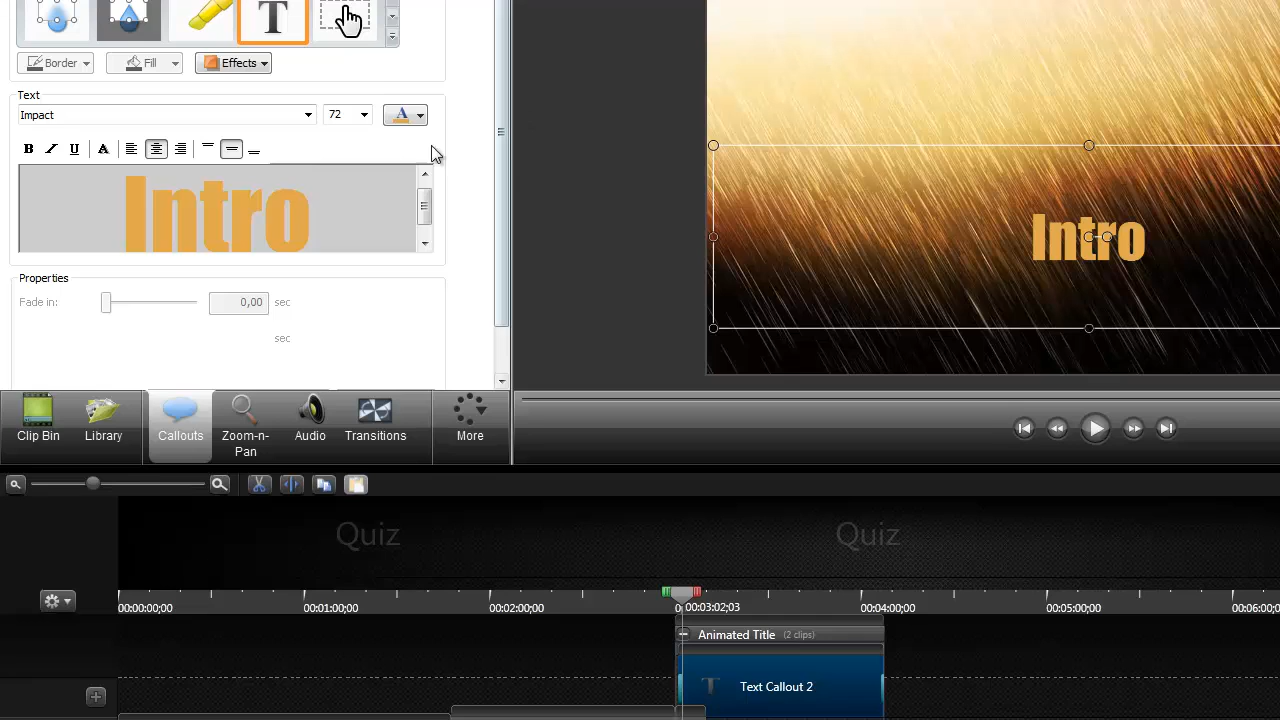 Border
Fill
Effects
Text
Impact
72
A
B I U A
Intro
Intro
Properties
Fade in:
0,00
sec
sec
Clip Bin
Library
Callouts
Zoom-n-
Pan
Audio
Transitions
More
Quiz
Quiz
00:00:00;00
00:01:00;00
00:02:00;00
00:03:02;03
00:04:00;00
00:05:00;00
00:06:00;0
Animated Title (2 clips)
T Text Callout 2